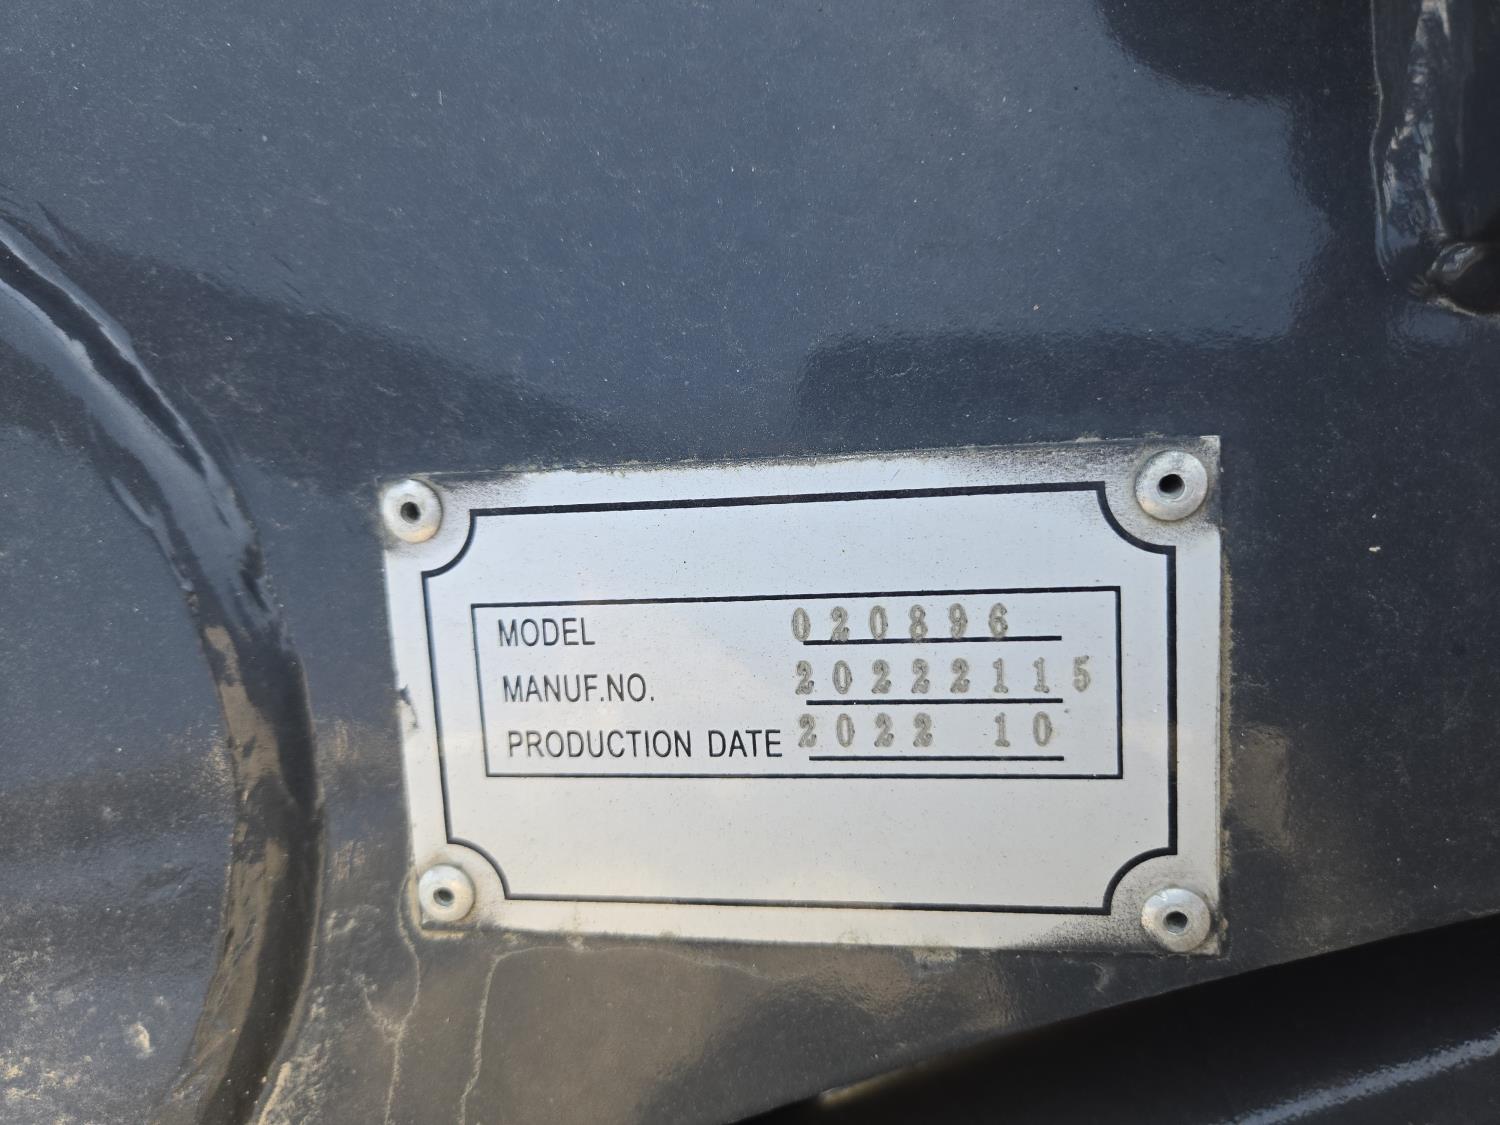 MODEL 020896
MANUF.NO. 20222115
PRODUCTION DATE 2022 10